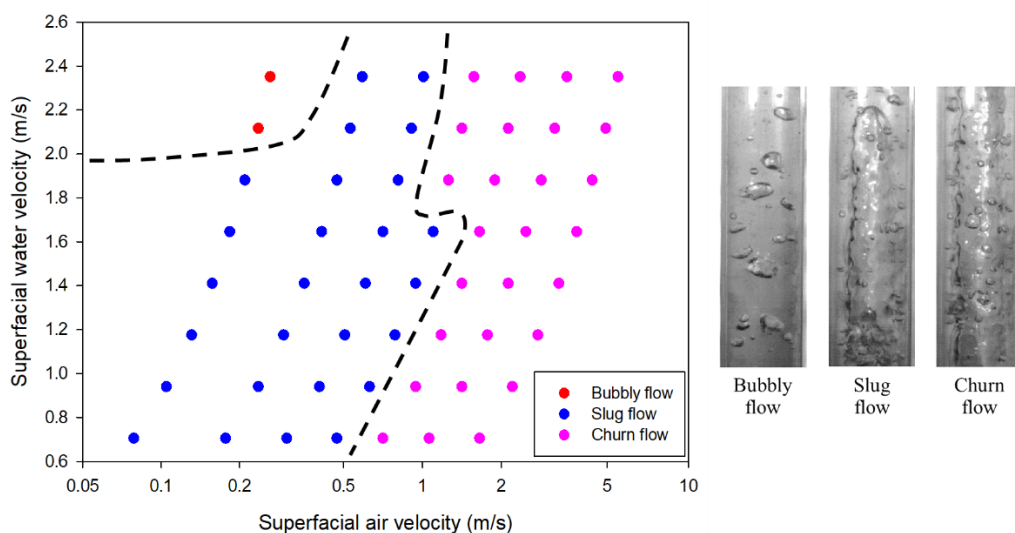 2.6
2.4
2.2
2.0
1.8
1.6
1.4
1.2
1.0
0.8
0.6
Superfacial water velocity (m/s)
0.05
0.1
0.2
0.5
1
2
5
10
Superfacial air velocity (m/s)
Bubbly flow
Slug flow
Churn flow
Bubbly
flow
Slug
flow
Churn
flow